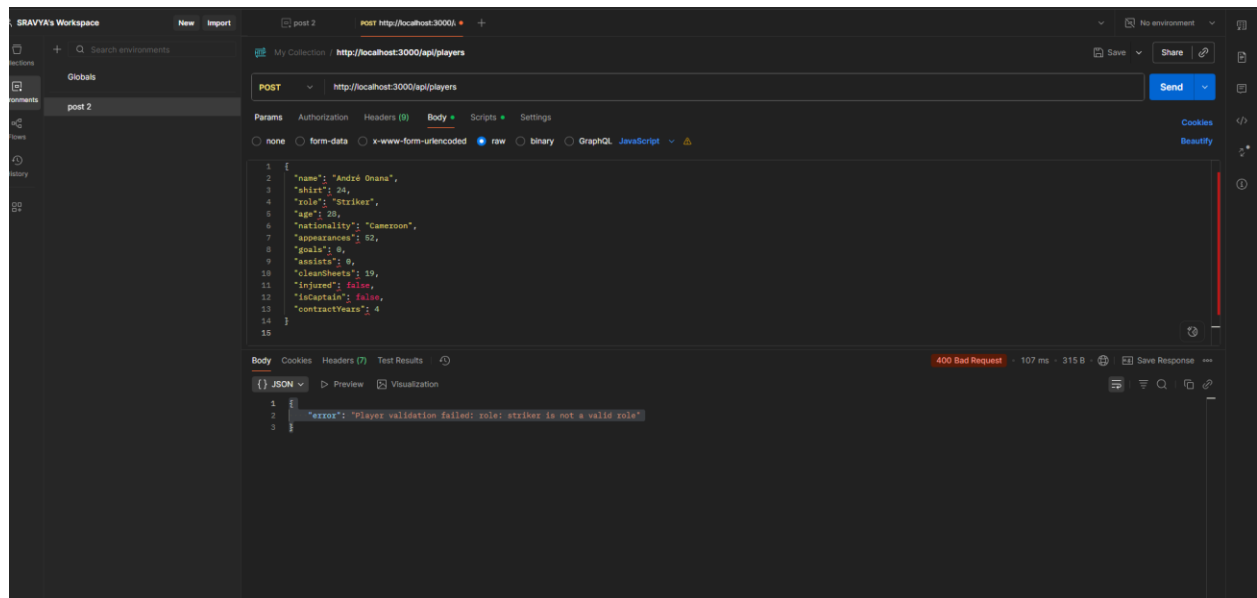 SRAVYA's Workspace New Import
post 2
POST http://localhost:3000/
No environment
Search environments
My Collection / http://localhost:3000/api/players
Save Share
Globals
post 2
POST http://localhost:3000/api/players Send
Params Authorization Headers (9) Body Scripts Settings Cookies
none form-data x-www-form-urlencoded raw binary GraphQL JavaScript Beautify
1 {
2 "name": "André Onana",
3 "shirt": 24,
4 "role": "Striker",
5 "age": 28,
6 "nationality": "Cameroon",
7 "appearances": 52,
8 "goals": 0,
9 "assists": 0,
10 "cleanSheets": 19,
11 "injured": false,
12 "isCaptain": false,
13 "contractYears": 4
14 }
15
Body Cookies Headers (7) Test Results
400 Bad Request 107 ms 315 B Save Response
{} JSON Preview Visualization
1 {
2 "error": "Player validation failed: role: striker is not a valid role"
3 }